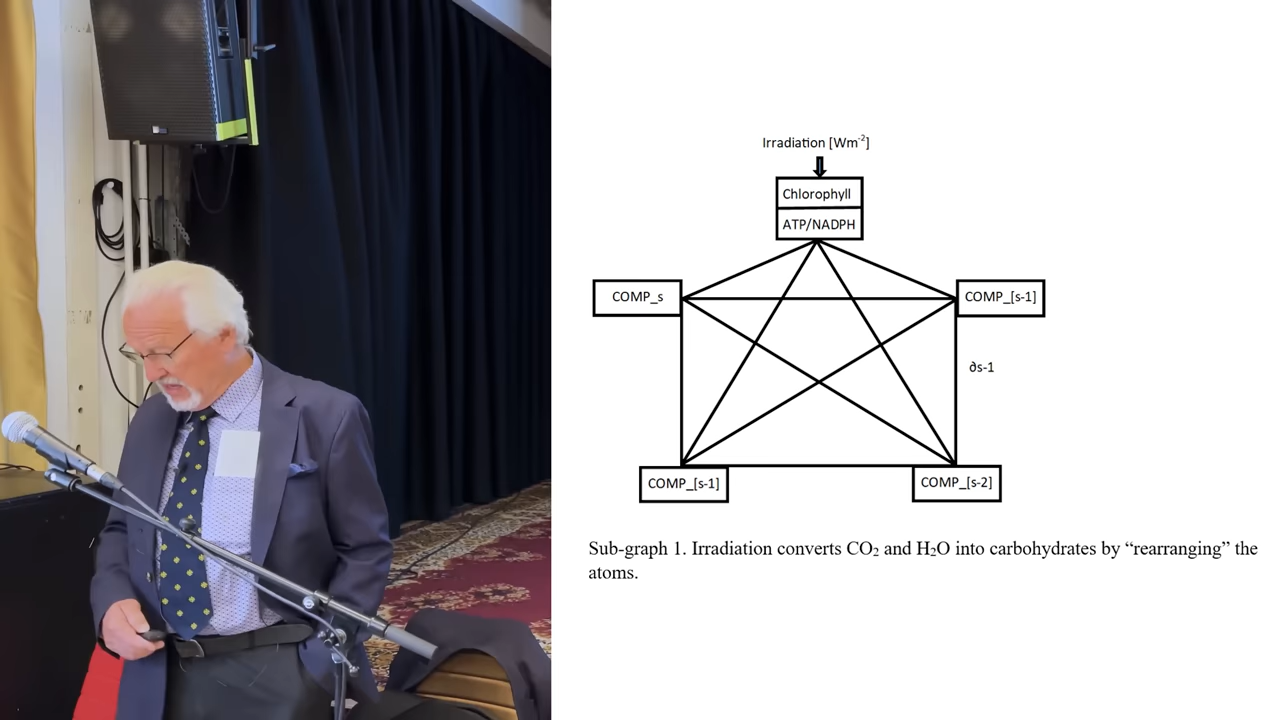 Irradiation [Wm⁻²]
Chlorophyll
ATP/NADPH
COMP_s
COMP_[s-1]
∂s-1
COMP_[s-1]
COMP_[s-2]
Sub-graph 1. Irradiation converts CO₂ and H₂O into carbohydrates by “rearranging” the
atoms.